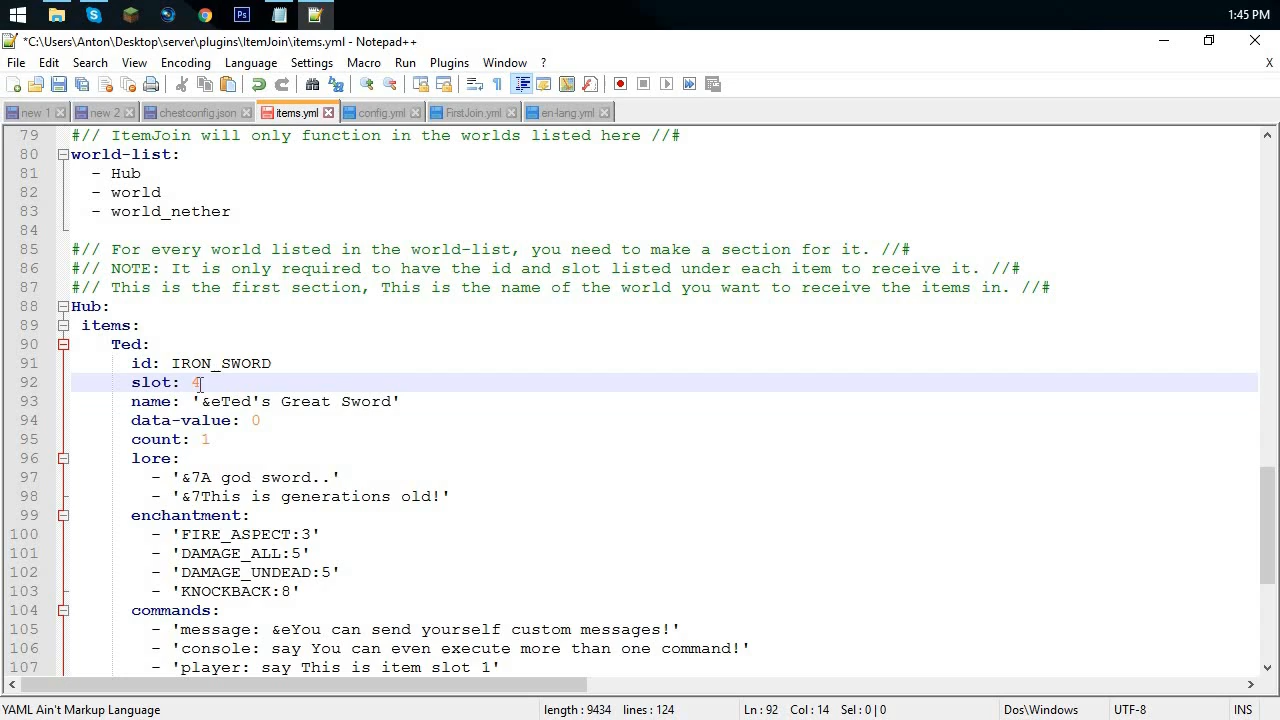 1:45 PM
*C:\Users\Anton\Desktop\server\plugins\ItemJoin\items.yml - Notepad++
File Edit Search View Encoding Language Settings Macro Run Plugins Window ? X
new 1 new 2 chestconfig.json items.yml config.yml FirstJoin.yml en-lang.yml
79 #// ItemJoin will only function in the worlds listed here //#
80 world-list:
81 - Hub
82 - world
83 - world_nether
84
85 #// For every world listed in the world-list, you need to make a section for it. //#
86 #// NOTE: It is only required to have the id and slot listed under each item to receive it. //#
87 #// This is the first section, This is the name of the world you want to receive the items in. //#
88 Hub:
89 items:
90 Ted:
91 id: IRON_SWORD
92 slot: 4
93 name: '&eTed's Great Sword'
94 data-value: 0
95 count: 1
96 lore:
97 - '&7A god sword..'
98 - '&7This is generations old!'
99 enchantment:
100 - 'FIRE_ASPECT:3'
101 - 'DAMAGE_ALL:5'
102 - 'DAMAGE_UNDEAD:5'
103 - 'KNOCKBACK:8'
104 commands:
105 - 'message: &eYou can send yourself custom messages!'
106 - 'console: say You can even execute more than one command!'
107 - 'player: say This is item slot 1'
YAML Ain't Markup Language length : 9434 lines : 124 Ln : 92 Col : 14 Sel : 0 | 0 Dos\Windows UTF-8 INS